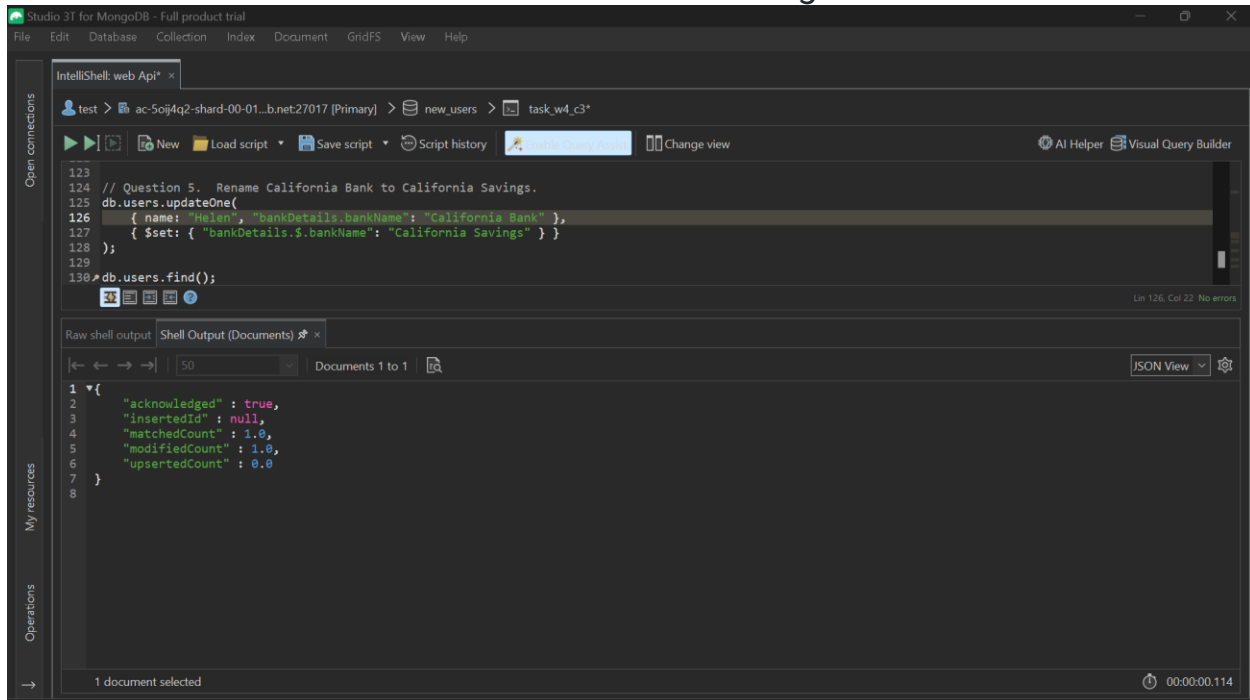 Studio 3T for MongoDB - Full product trial
File Edit Database Collection Index Document GridFS View Help
IntelliShell: web Api* ×
test > ac-5oij4q2-shard-00-01...b.net:27017 [Primary] > new_users > task_w4_c3*
New Load script Save script Script history Enable Query Assist Change view AI Helper Visual Query Builder
123
124 // Question 5. Rename California Bank to California Savings.
125 db.users.updateOne(
126 { name: "Helen", "bankDetails.bankName": "California Bank" },
127 { $set: { "bankDetails.$.bankName": "California Savings" } }
128 );
129
130 db.users.find();
Lin 126, Col 22 No errors
Raw shell output Shell Output (Documents) ×
50 Documents 1 to 1 JSON View
1 {
2 "acknowledged" : true,
3 "insertedId" : null,
4 "matchedCount" : 1.0,
5 "modifiedCount" : 1.0,
6 "upsertedCount" : 0.0
7 }
8
1 document selected 00:00:00.114
Open connections
My resources
Operations